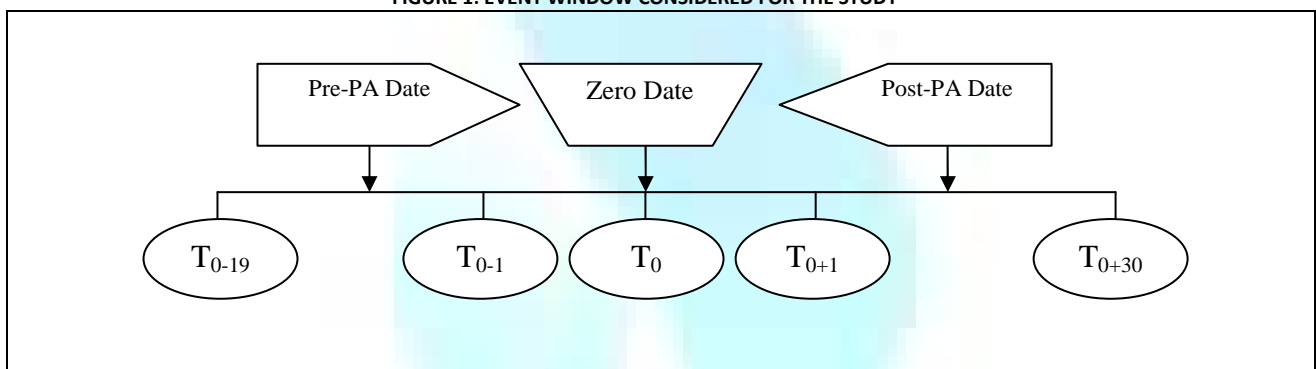 FIGURE 1: EVENT WINDOW CONSIDERED FOR THE STUDY
Pre-PA Date Zero Date Post-PA Date
T0-19 T0-1 T0 T0+1 T0+30